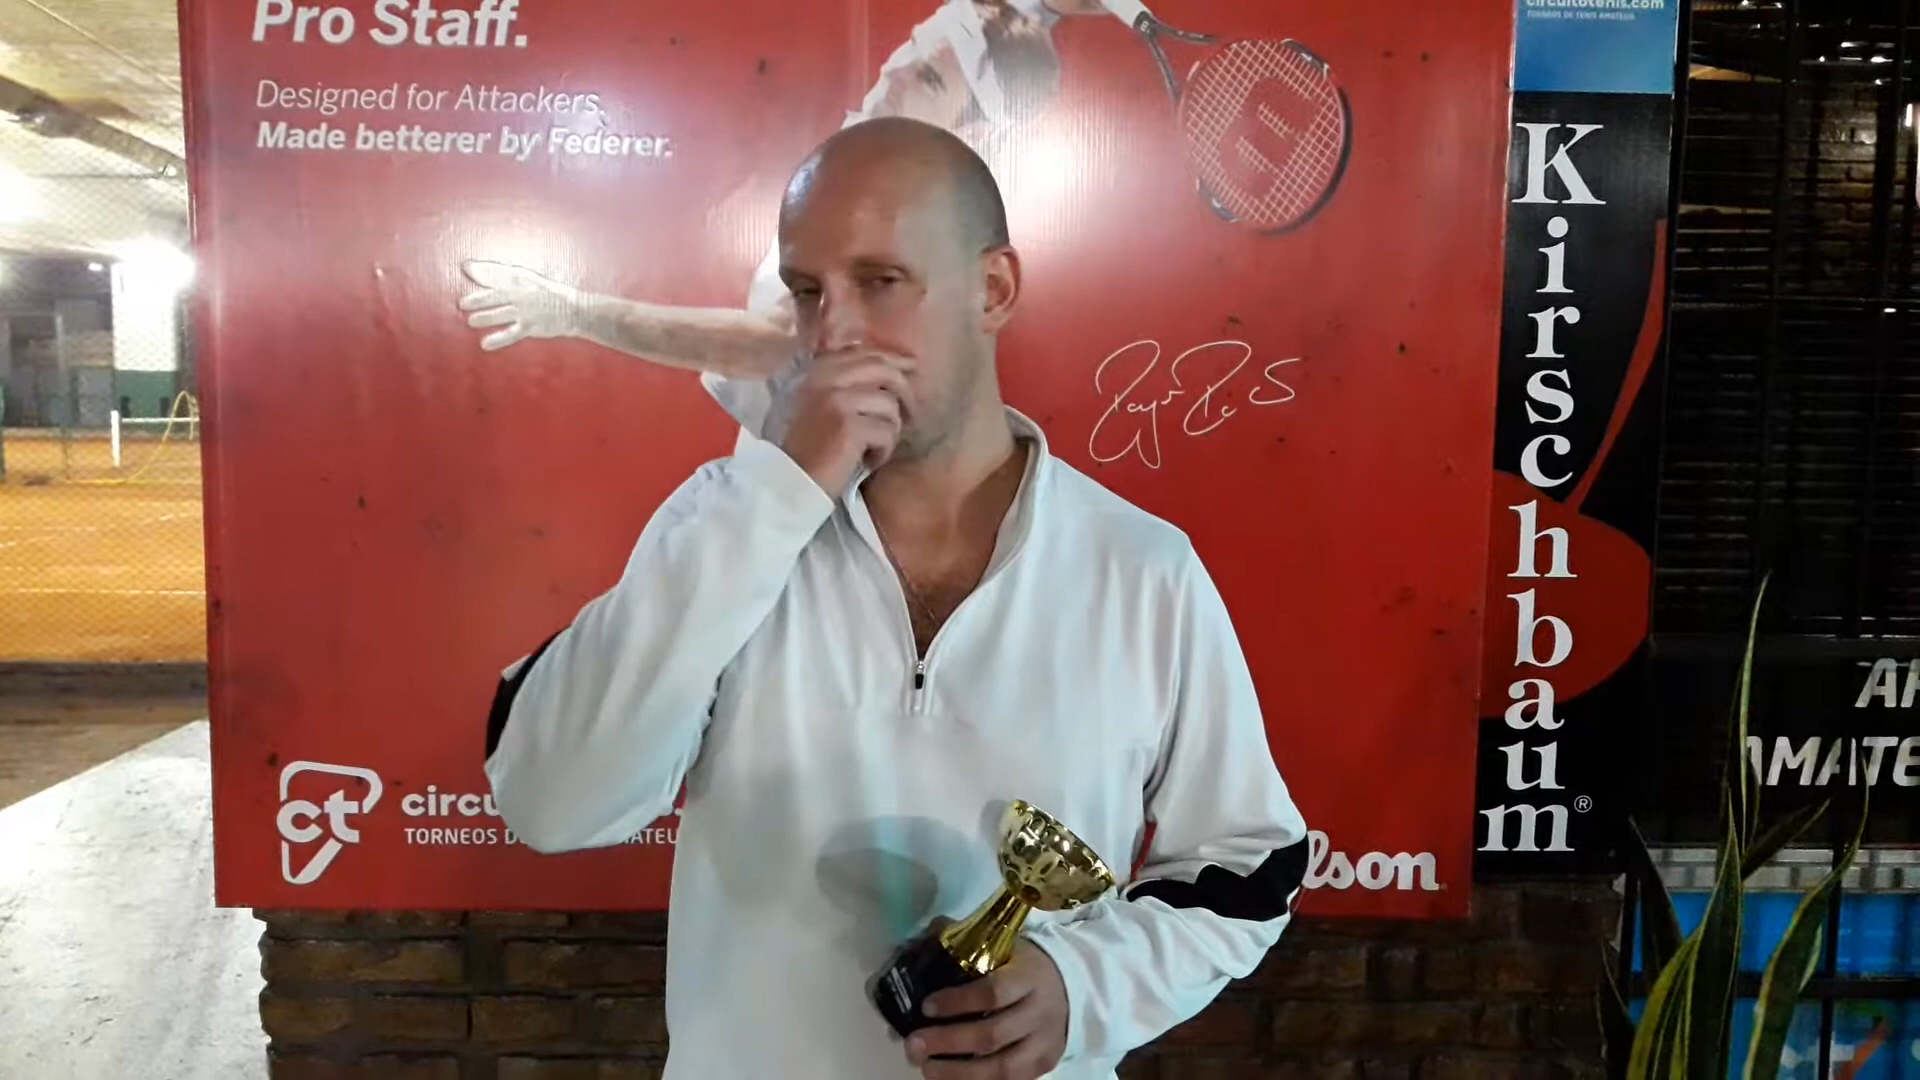 Pro Staff.
Designed for Attackers.
Made betterer by Federer.
circuitotenis.com
TORNEOS DE TENIS AMATEUR
Kirschbaum®
ct
circu
TORNEOS D
ATEU
lson
AMATE